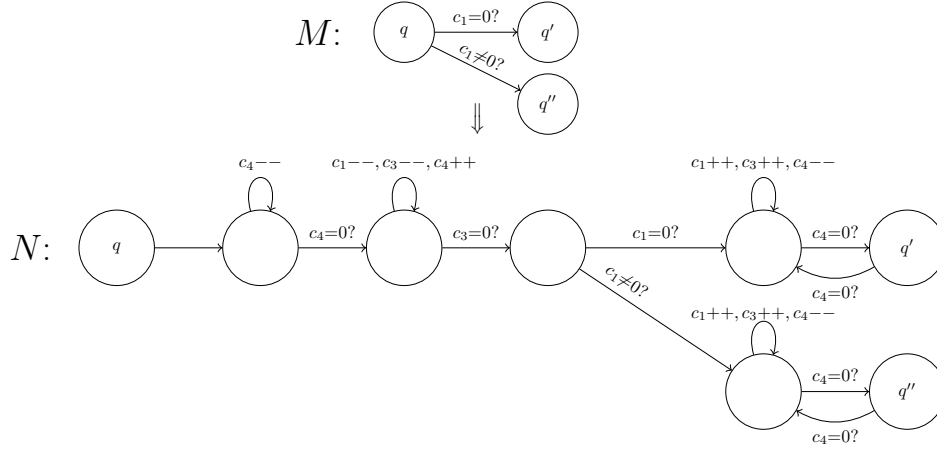 M:
q
c₁=0?
q′
c₁≠0?
q″
⇓
c₄−−
c₁−−, c₃−−, c₄++
c₁++, c₃++, c₄−−
N:
q
c₄=0?
c₃=0?
c₁=0?
c₄=0?
q′
c₄=0?
c₁≠0?
c₁++, c₃++, c₄−−
c₄=0?
q″
c₄=0?